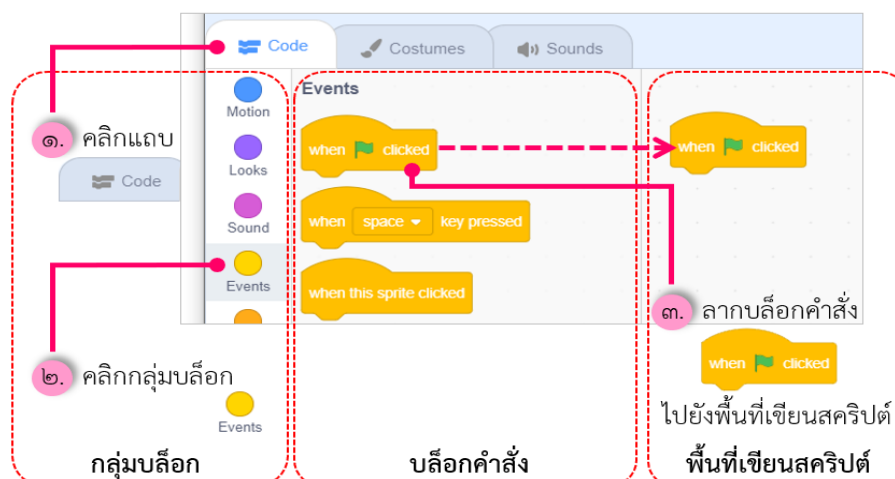 Code
Costumes
Sounds
Motion
Looks
Sound
Events
Events
when clicked
when space key pressed
when this sprite clicked
when clicked
๑. คลิกแถบ
Code
๒. คลิกกลุ่มบล็อก
Events
๓. ลากบล็อกคำสั่ง
when clicked
ไปยังพื้นที่เขียนสคริปต์
กลุ่มบล็อก
บล็อกคำสั่ง
พื้นที่เขียนสคริปต์